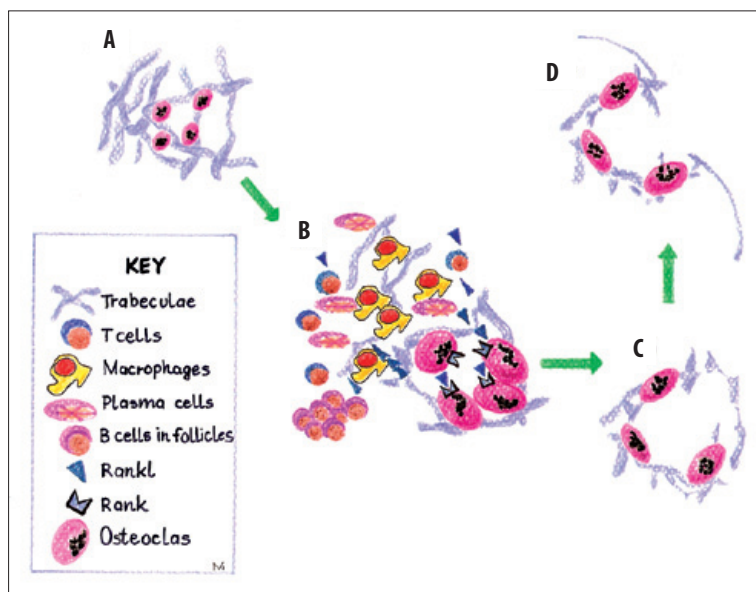 A
D
B
KEY
Trabeculae
T cells
Macrophages
Plasma cells
B cells in follicles
Rankl
Rank
Osteoclas
C